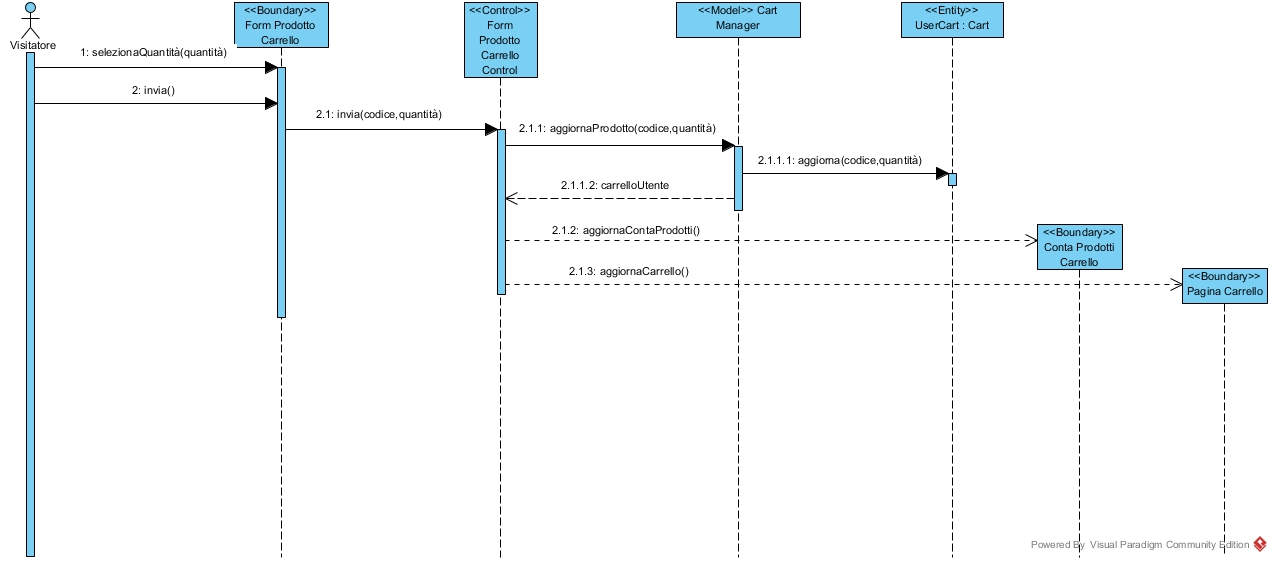 Visitatore
<<Boundary>>
Form Prodotto
Carrello
<<Control>>
Form
Prodotto
Carrello
Control
<<Model>> Cart
Manager
<<Entity>>
UserCart : Cart
1: selezionaQuantità(quantità)
2: invia()
2.1: invia(codice,quantità)
2.1.1: aggiornaProdotto(codice,quantità)
2.1.1.1: aggiorna(codice,quantità)
2.1.1.2: carrelloUtente
2.1.2: aggiornaContaProdotti()
<<Boundary>>
Conta Prodotti
Carrello
2.1.3: aggiornaCarrello()
<<Boundary>>
Pagina Carrello
Powered By Visual Paradigm Community Edition